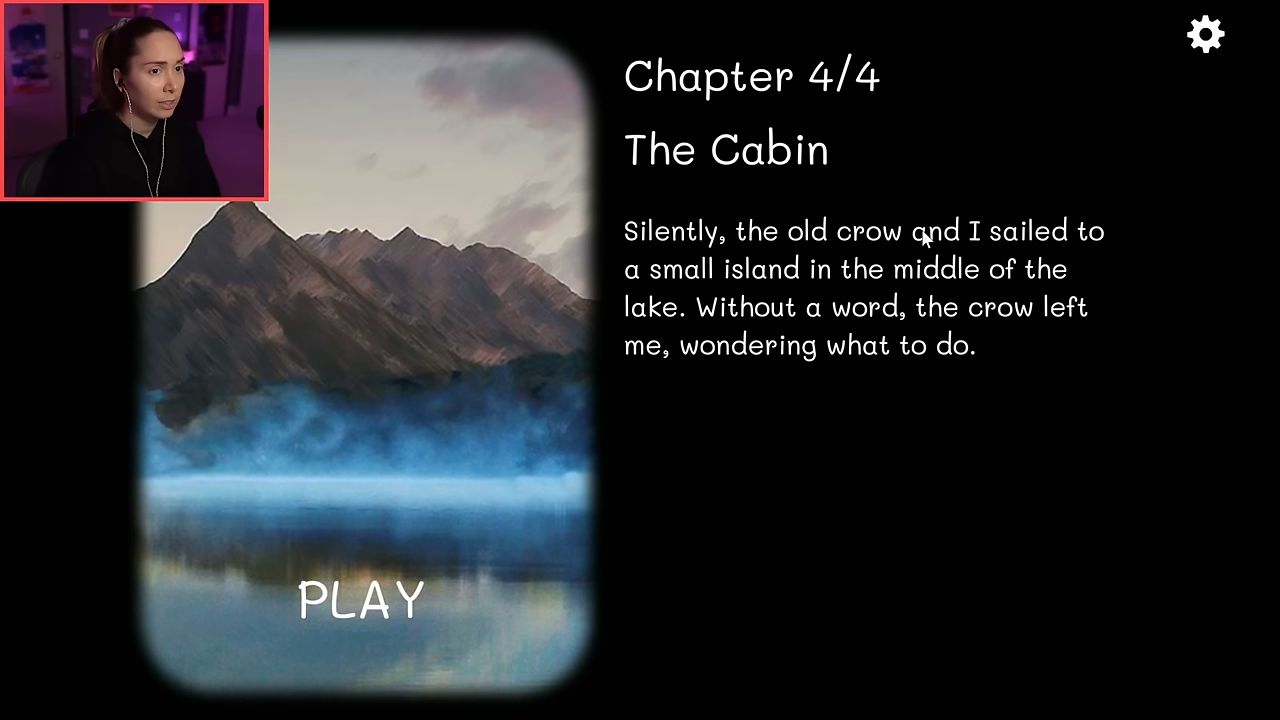 Chapter 4/4
The Cabin
Silently, the old crow and I sailed to
a small island in the middle of the
lake. Without a word, the crow left
me, wondering what to do.
PLAY